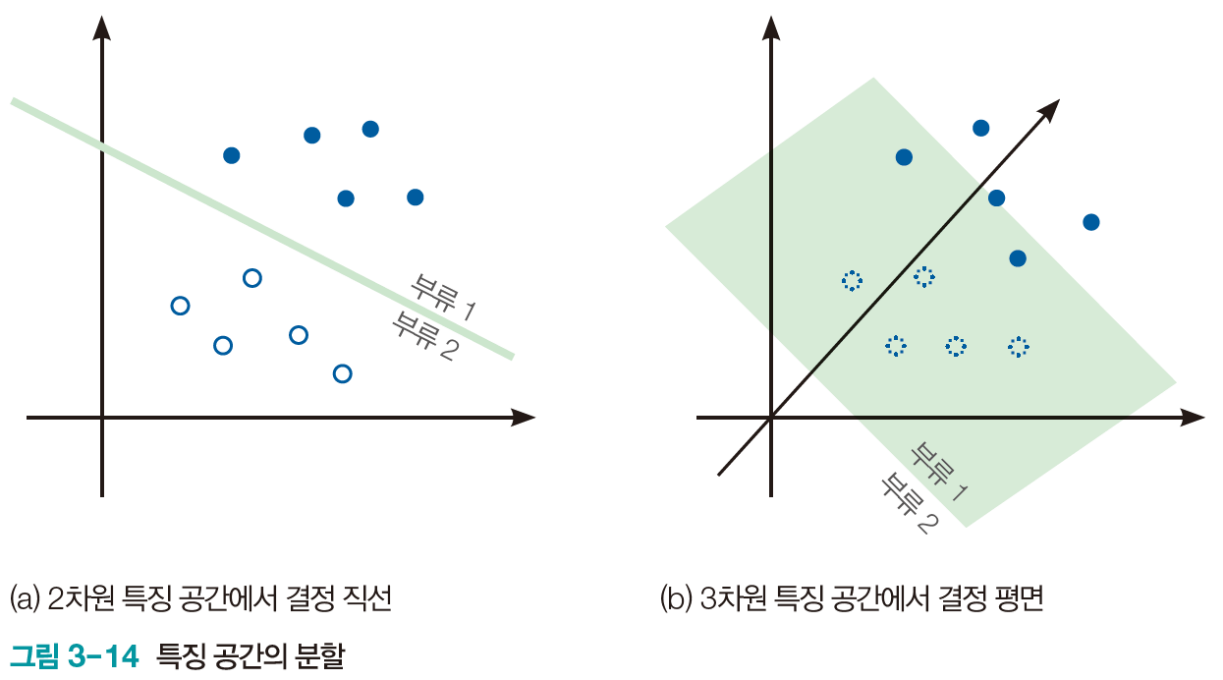 부류 1
부류 2
부류 1
부류 2
(a) 2차원 특징 공간에서 결정 직선
(b) 3차원 특징 공간에서 결정 평면
그림 3-14 특징 공간의 분할